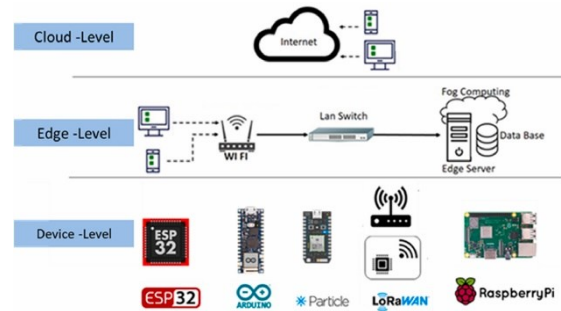 Cloud -Level
Internet
Edge -Level
WI FI
Lan Switch
Fog Computing
Data Base
Edge Server
Device -Level
ESP
32
ESP32
ARDUINO
Particle
LoRaWAN
RaspberryPi